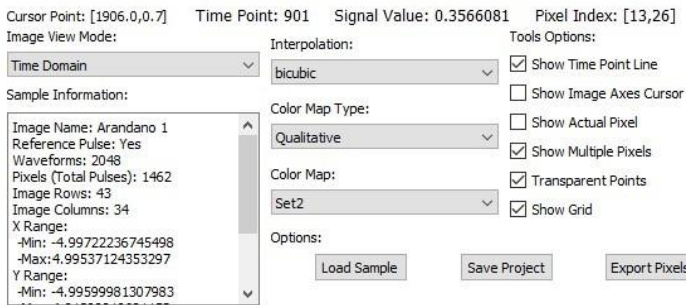 Cursor Point: [1906.0,0.7] Time Point: 901 Signal Value: 0.3566081 Pixel Index: [13,26]
Image View Mode:
Time Domain
Sample Information:
Image Name: Arandano 1
Reference Pulse: Yes
Waveforms: 2048
Pixels (Total Pulses): 1462
Image Rows: 43
Image Columns: 34
X Range:
-Min: -4.99722236745498
-Max:4.99537124353297
Y Range:
-Min: -4.99599981307983
Interpolation:
bicubic
Color Map Type:
Qualitative
Color Map:
Set2
Options:
Load Sample Save Project Export Pixels
Tools Options:
Show Time Point Line
Show Image Axes Cursor
Show Actual Pixel
Show Multiple Pixels
Transparent Points
Show Grid